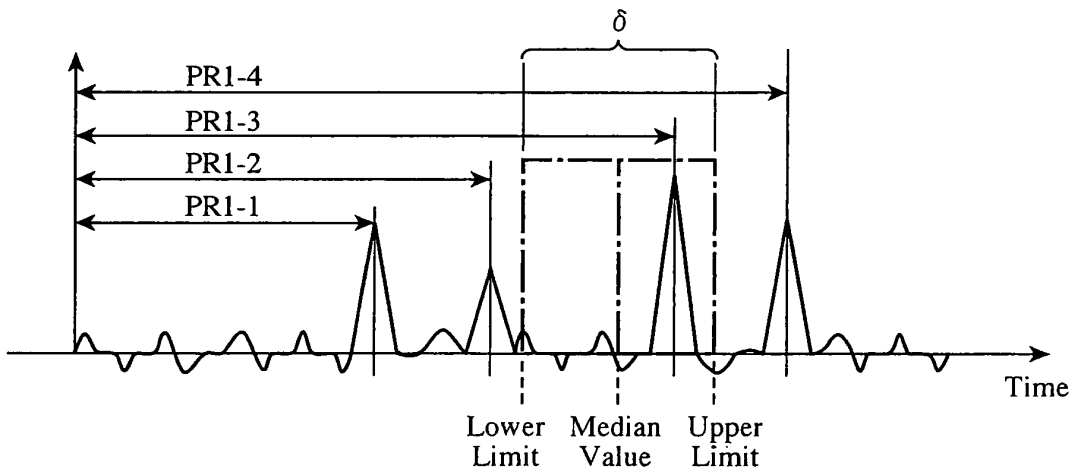 δ
PR1-4
PR1-3
PR1-2
PR1-1
Time
Lower Limit
Median Value
Upper Limit